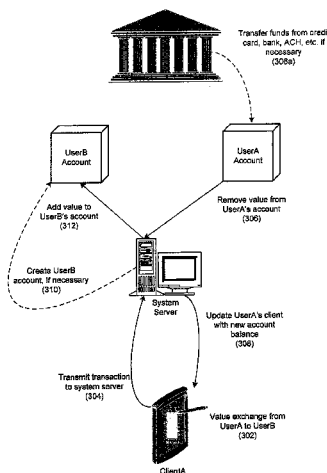 Transfer funds from credi
card, bank, ACH, etc. if
necessary
(306a)
UserB
Account
UserA
Account
Add value to
UserB's account
(312)
Remove value from
UserA's account
(306)
Create UserB
account, if necessary
(310)
System
Server
Update UserA's client
with new account
balance
(308)
Transmit transaction
to system server
(304)
Value exchange from
UserA to UserB
(302)
ClientA